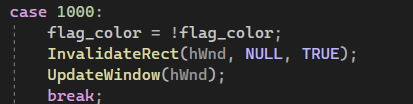 case 1000:
flag_color = !flag_color;
InvalidateRect(hWnd, NULL, TRUE);
UpdateWindow(hWnd);
break;